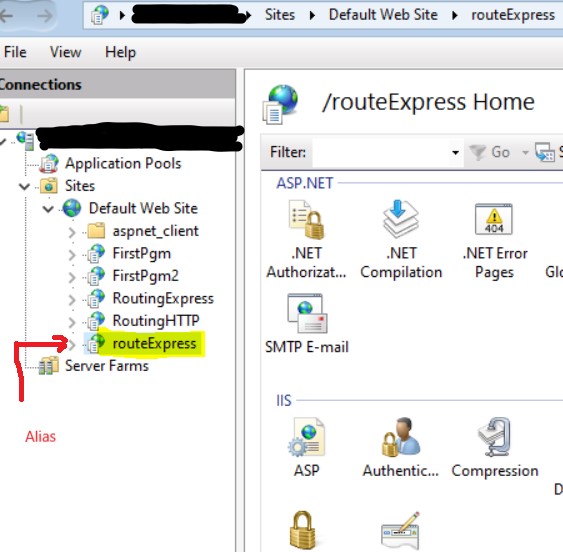 Sites Default Web Site routeExpress
File View Help
Connections
/routeExpress Home
Filter: Go S
Application Pools
Sites
Default Web Site
aspnet_client
FirstPgm
FirstPgm2
RoutingExpress
RoutingHTTP
routeExpress
Server Farms
Alias
ASP.NET
.NET Authorizat...
.NET Compilation
404
.NET Error Pages
Glo
SMTP E-mail
IIS
ASP
Authentic...
Compression
D